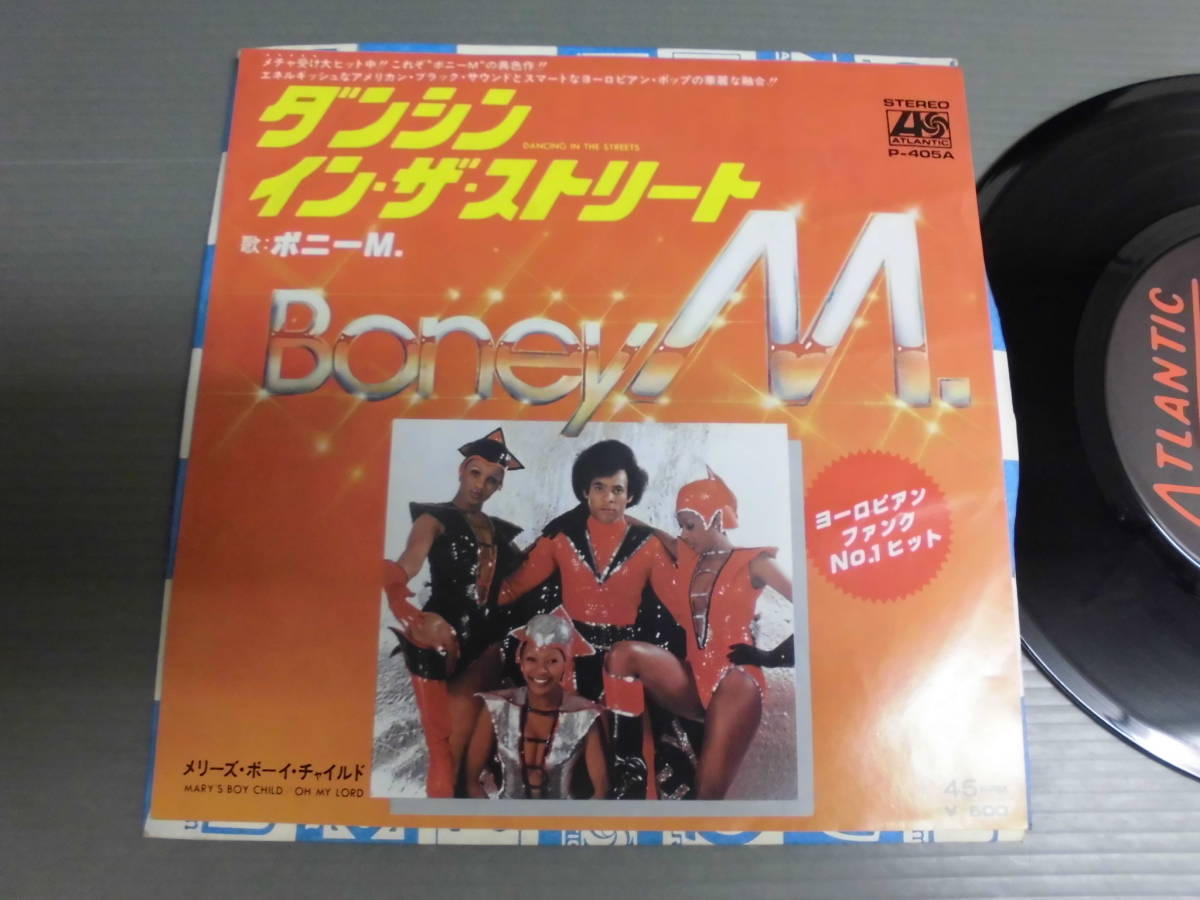 メチャ受け大ヒット中!! これぞ"ボニーM"の異色作!!
エネルギッシュなアメリカン・ブラック・サウンドとスマートなヨーロピアン・ポップの華麗な融合!!
ダンシン
DANCING IN THE STREETS
イン・ザ・ストリート
歌:ボニーM.
STEREO
ATLANTIC
P-405A
Boney M.
ヨーロピアン
ファンク
No.1ヒット
メリーズ・ボーイ・チャイルド
MARY'S BOY CHILD / OH MY LORD
45 RPM
¥ 600
ATLANTIC